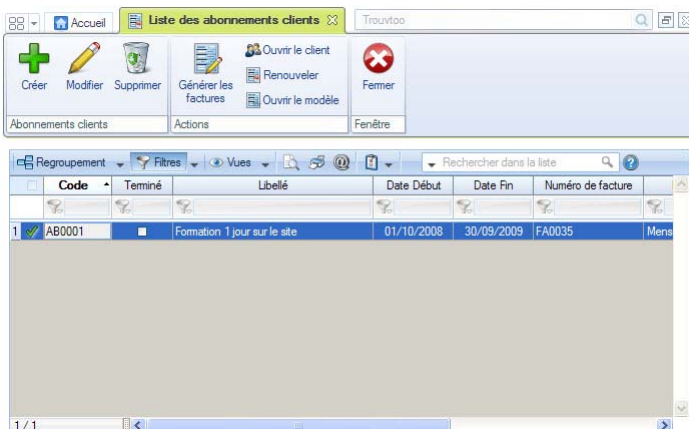 Accueil Liste des abonnements clients Trouvtoo
Créer Modifier Supprimer Générer les factures Ouvrir le client Renouveler Ouvrir le modèle Fermer
Abonnements clients Actions Fenêtre
Regroupement Filtres Vues Rechercher dans la liste
Code Terminé Libellé Date Début Date Fin Numéro de facture
1 AB0001 Formation 1 jour sur le site 01/10/2008 30/09/2009 FA0035 Mens
1 / 1